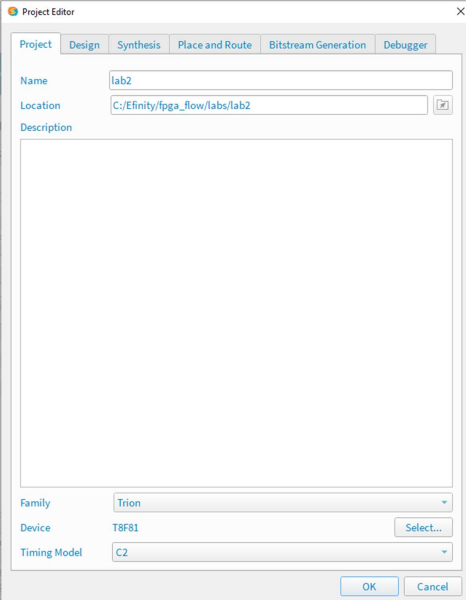 Project Editor
Project Design Synthesis Place and Route Bitstream Generation Debugger
Name lab2
Location C:/Efinity/fpga_flow/labs/lab2
Description
Family Trion
Device T8F81 Select...
Timing Model C2
OK Cancel